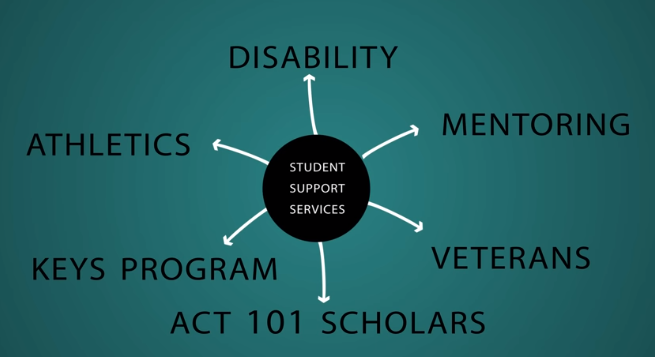 DISABILITY
MENTORING
ATHLETICS
STUDENT
SUPPORT
SERVICES
VETERANS
KEYS PROGRAM
ACT 101 SCHOLARS